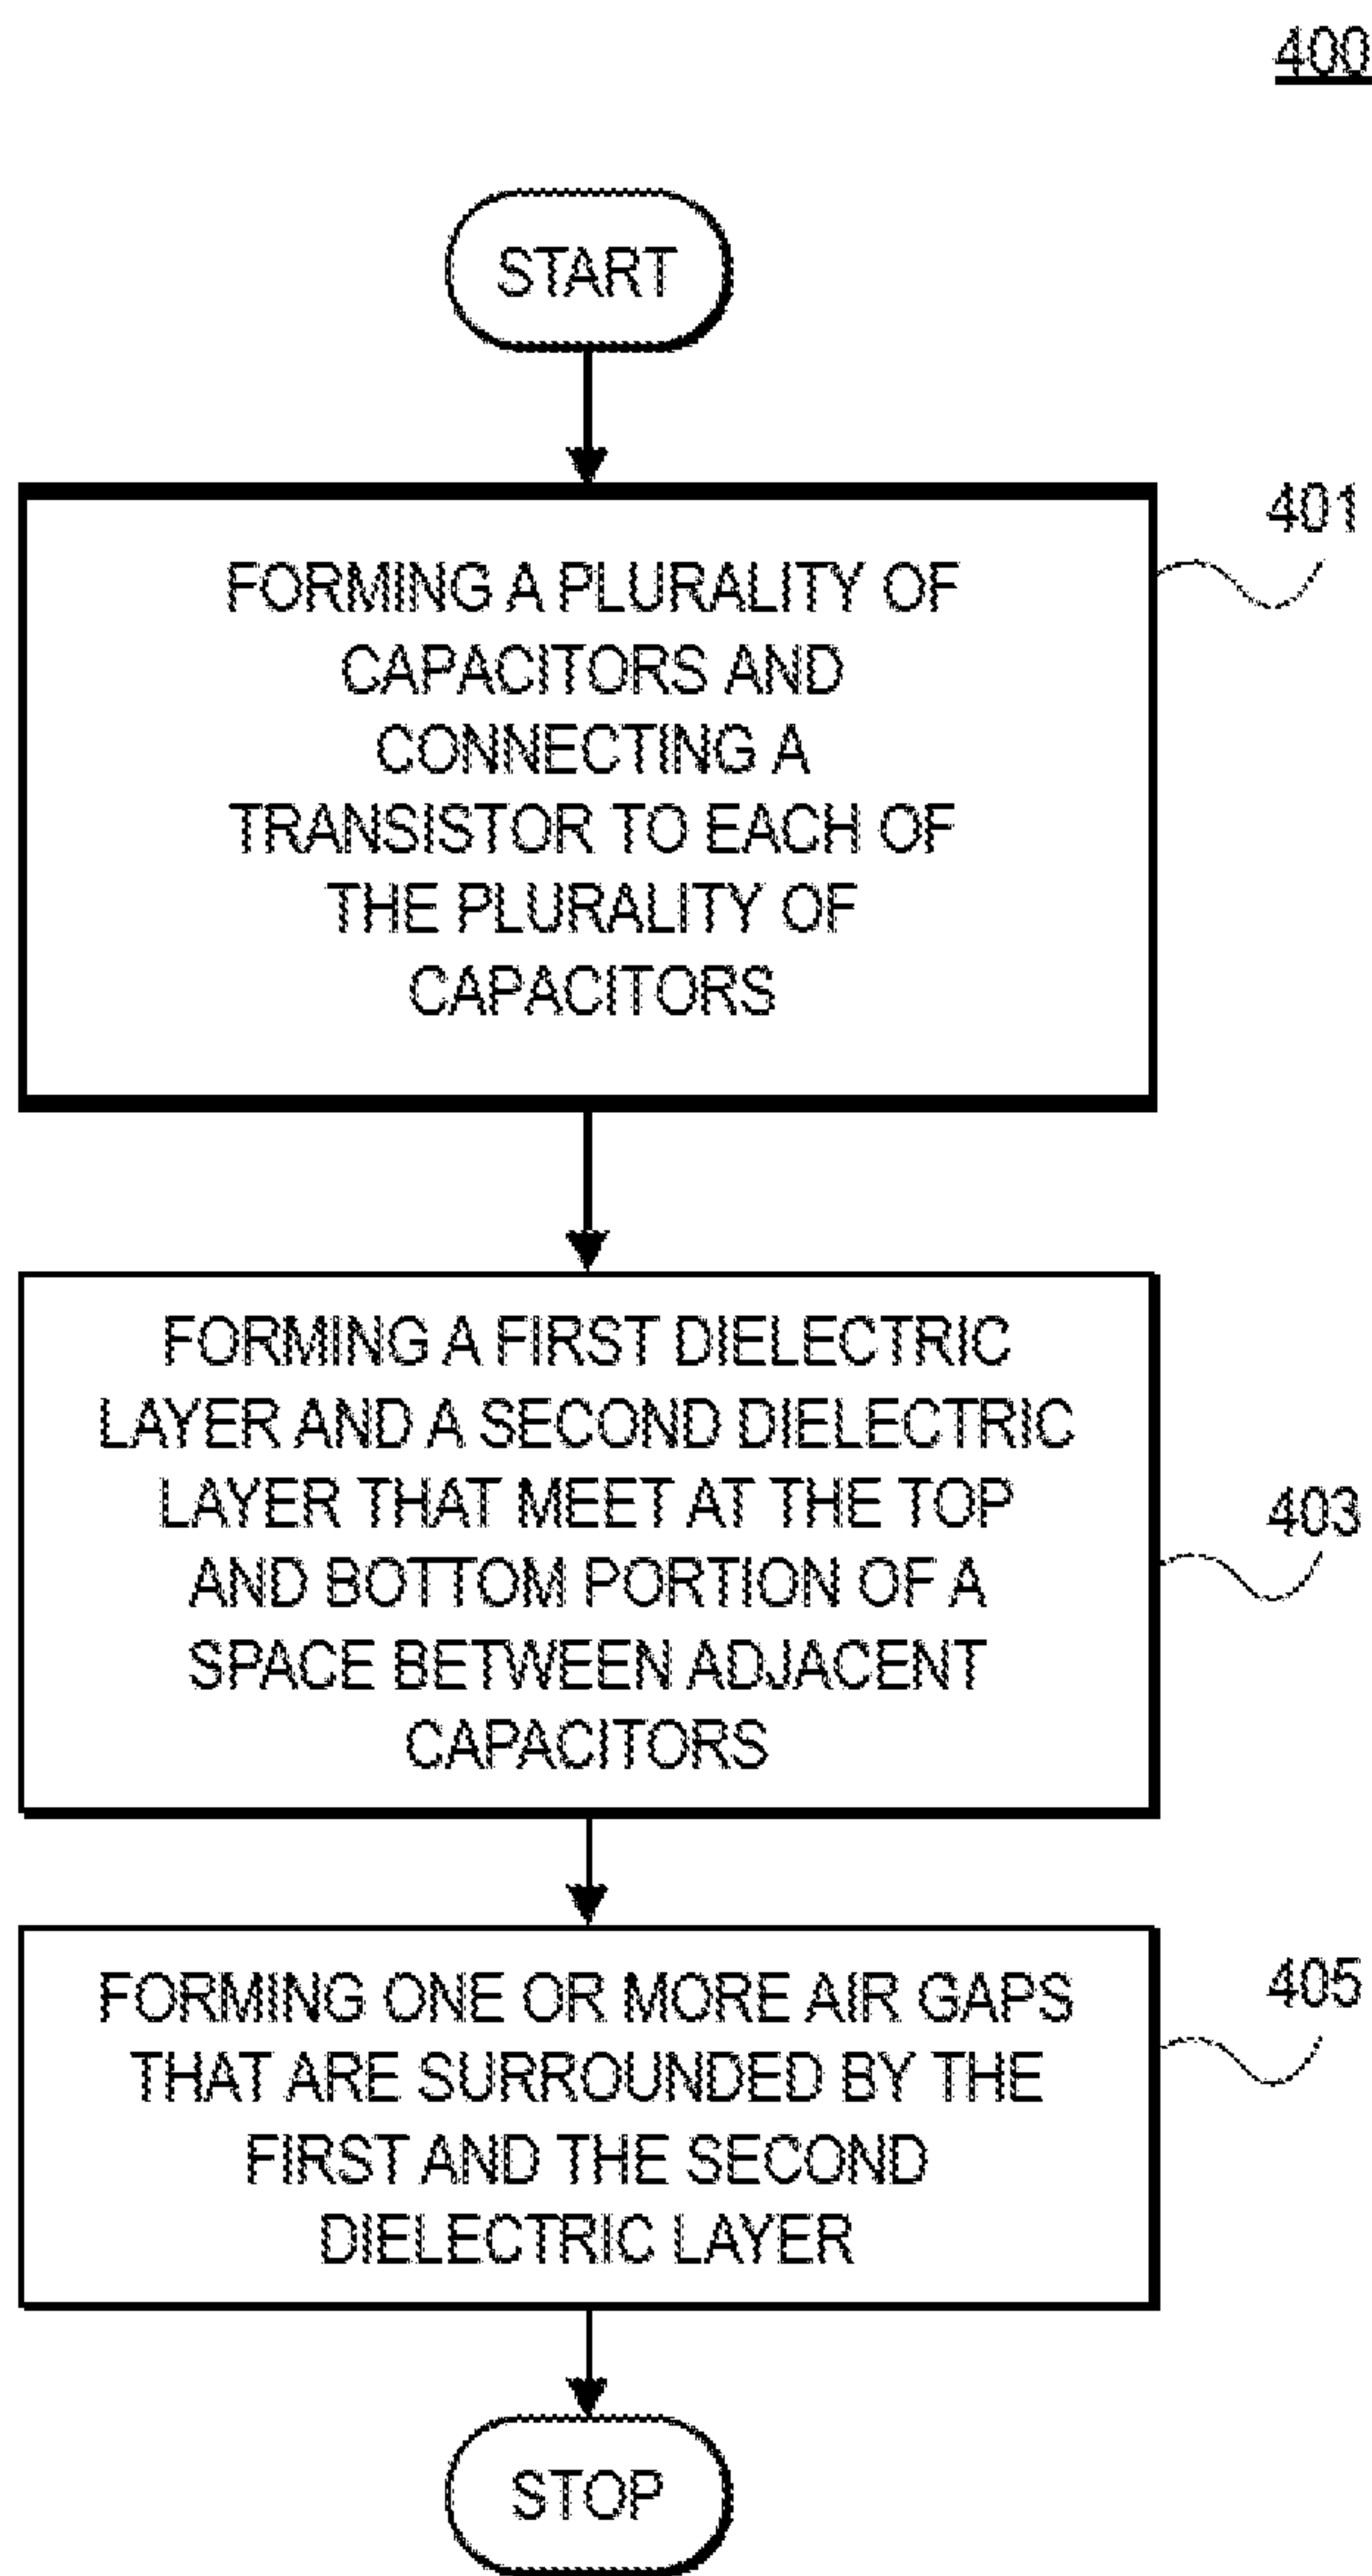 400
START
401
FORMING A PLURALITY OF
CAPACITORS AND
CONNECTING A
TRANSISTOR TO EACH OF
THE PLURALITY OF
CAPACITORS
FORMING A FIRST DIELECTRIC
LAYER AND A SECOND DIELECTRIC
LAYER THAT MEET AT THE TOP
AND BOTTOM PORTION OF A
SPACE BETWEEN ADJACENT
CAPACITORS
403
FORMING ONE OR MORE AIR GAPS
THAT ARE SURROUNDED BY THE
FIRST AND THE SECOND
DIELECTRIC LAYER
405
STOP